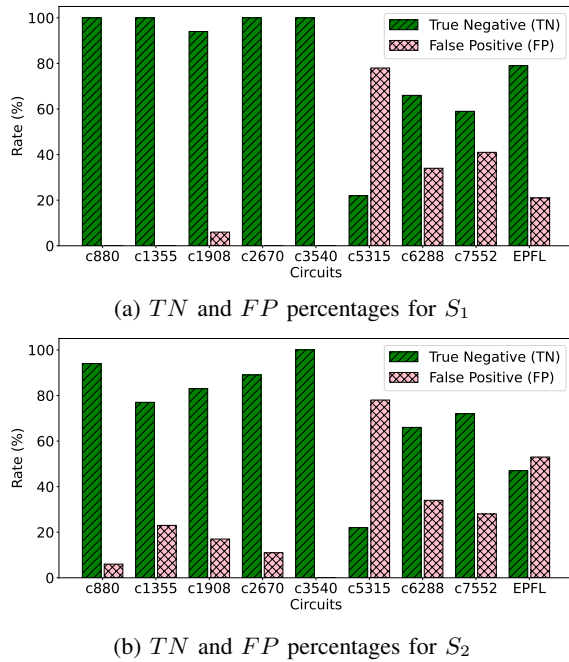 100
80
60
40
20
0
Rate (%)
True Negative (TN)
False Positive (FP)
c880 c1355 c1908 c2670 c3540 c5315 c6288 c7552 EPFL
Circuits
(a) TN and FP percentages for S₁
100
80
60
40
20
0
Rate (%)
True Negative (TN)
False Positive (FP)
c880 c1355 c1908 c2670 c3540 c5315 c6288 c7552 EPFL
Circuits
(b) TN and FP percentages for S₂